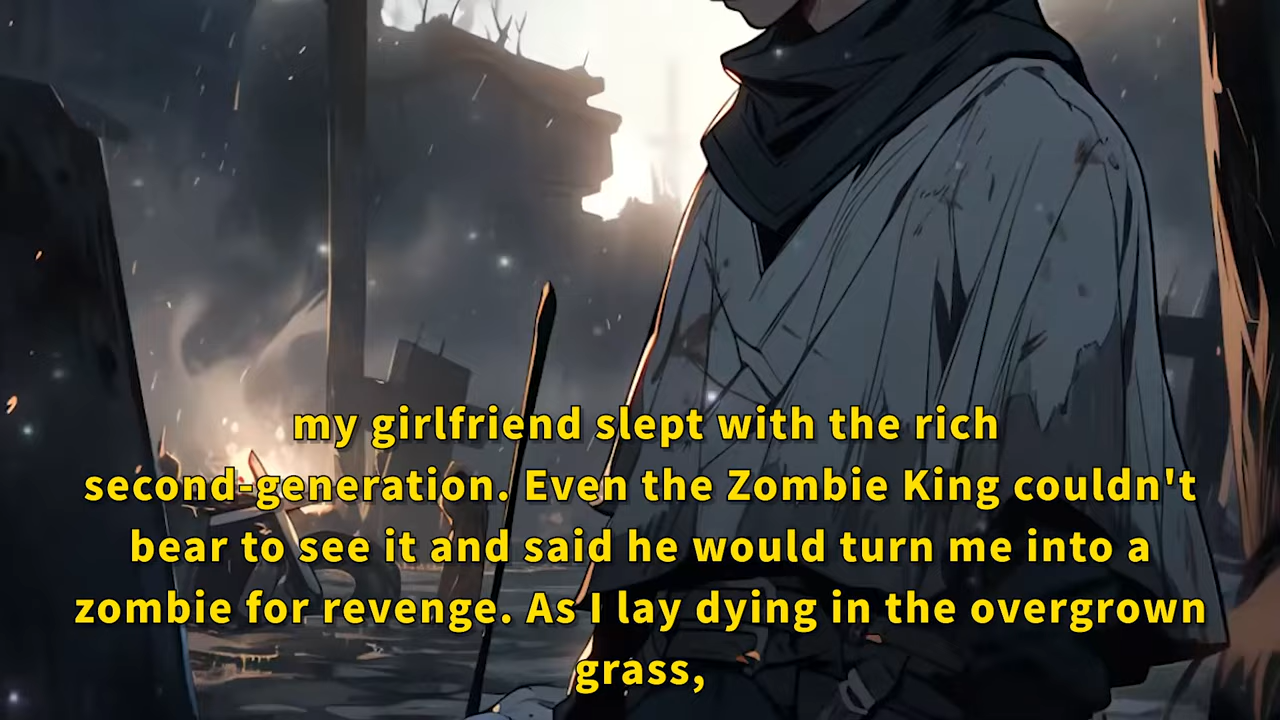 my girlfriend slept with the rich
second-generation. Even the Zombie King couldn't
bear to see it and said he would turn me into a
zombie for revenge. As I lay dying in the overgrown
grass,